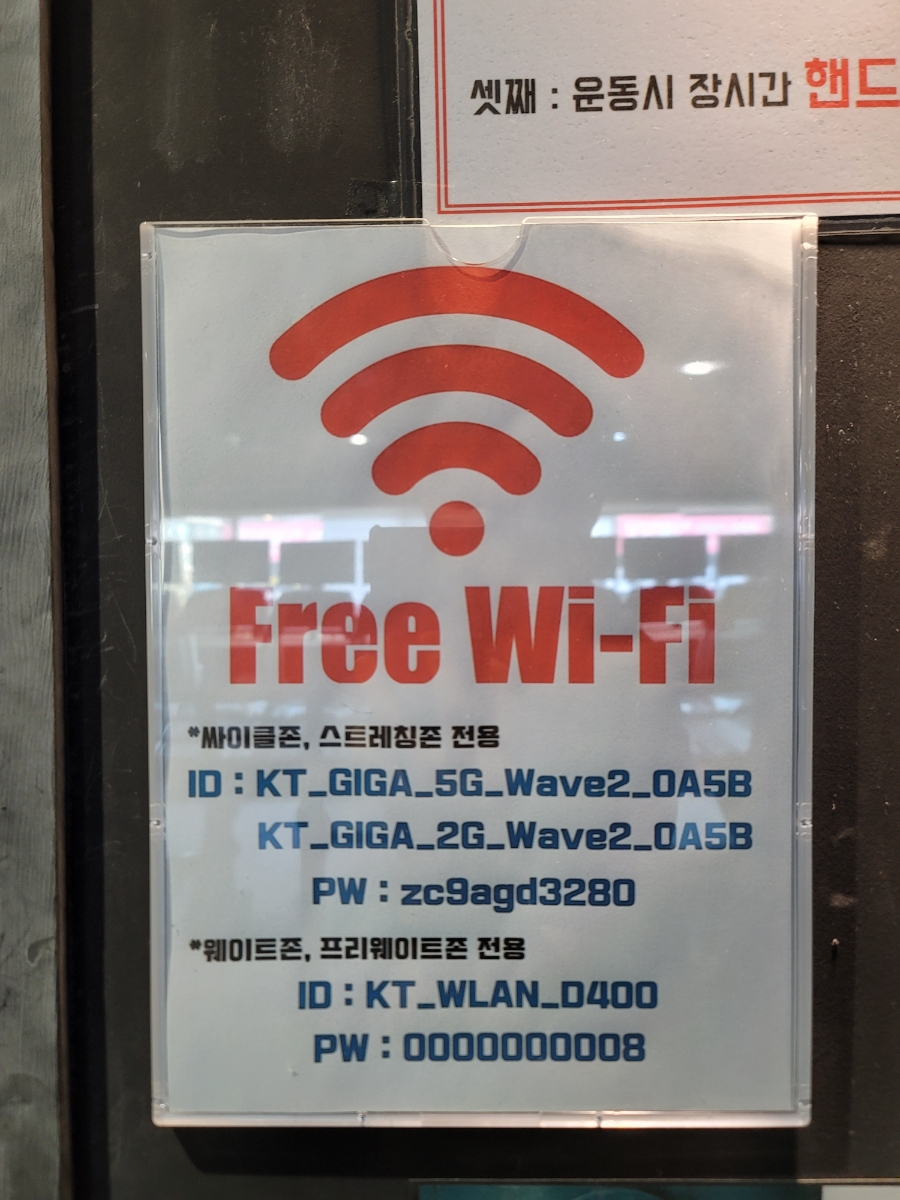 셋째 : 운동시 장시간 핸드
Free Wi-Fi
*싸이클존, 스트레칭존 전용
ID : KT_GIGA_5G_Wave2_0A5B
KT_GIGA_2G_Wave2_0A5B
PW : zc9agd3280
*웨이트존, 프리웨이트존 전용
ID : KT_WLAN_D400
PW : 0000000008